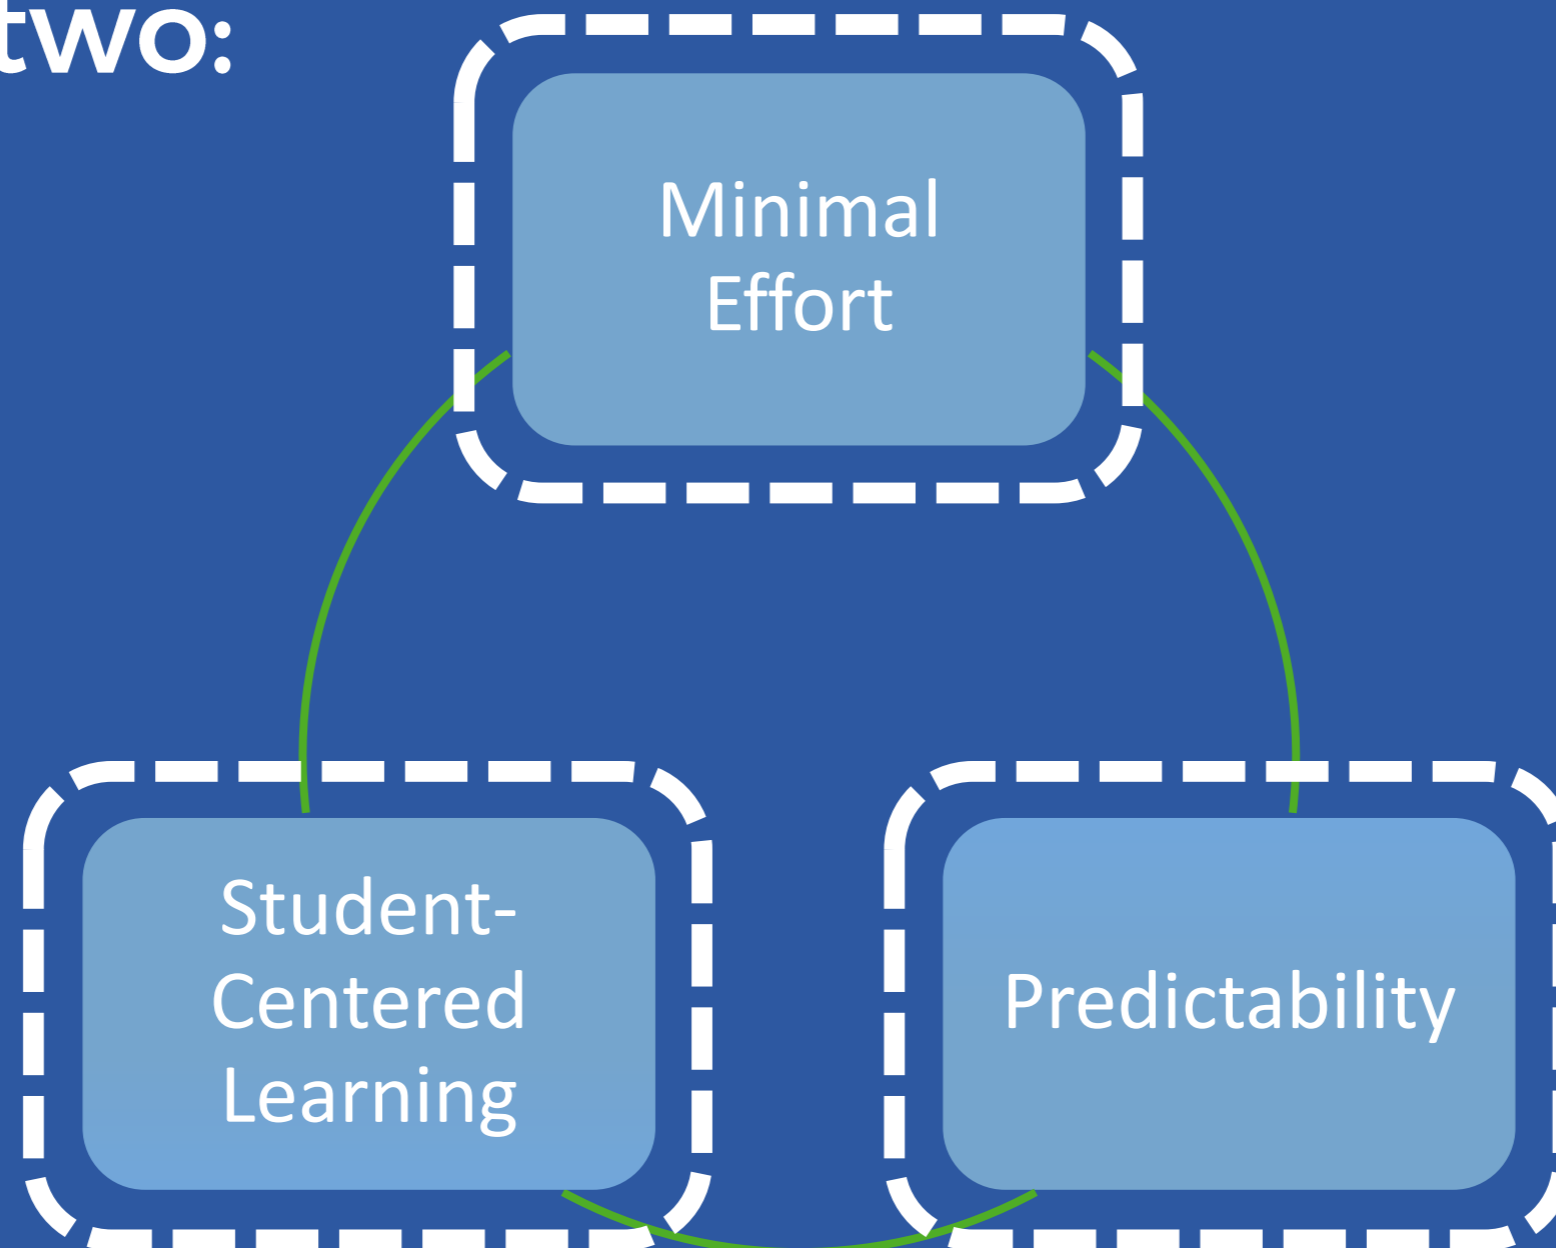 two:
Minimal
Effort
Student-
Centered
Learning
Predictability